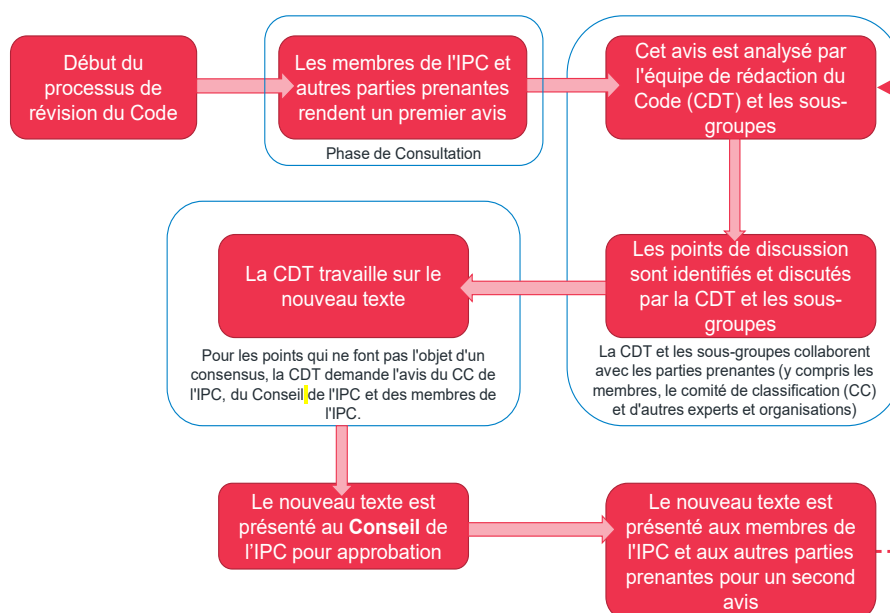 Début du
processus de
révision du Code
Les membres de l'IPC et
autres parties prenantes
rendent un premier avis
Phase de Consultation
Cet avis est analysé par
l'équipe de rédaction du
Code (CDT) et les sous-
groupes
Les points de discussion
sont identifiés et discutés
par la CDT et les sous-
groupes
La CDT et les sous-groupes collaborent
avec les parties prenantes (y compris les
membres, le comité de classification (CC)
et d'autres experts et organisations)
La CDT travaille sur le
nouveau texte
Pour les points qui ne font pas l'objet d'un
consensus, la CDT demande l'avis du CC de
l'IPC, du Conseil de l'IPC et des membres de
l'IPC.
Le nouveau texte est
présenté au Conseil de
l’IPC pour approbation
Le nouveau texte est
présenté aux membres de
l'IPC et aux autres parties
prenantes pour un second
avis